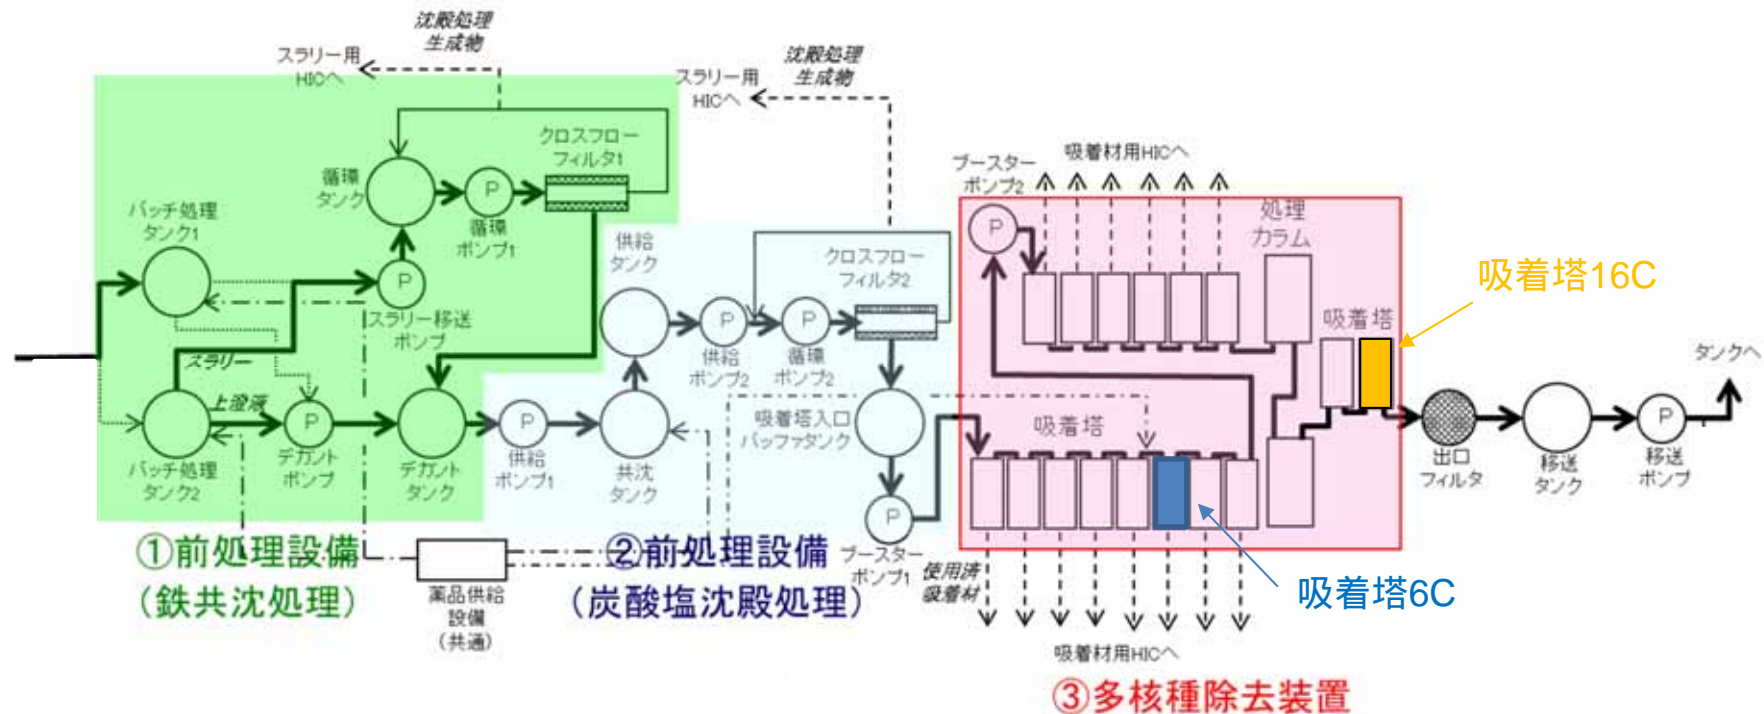 沈殿処理
生成物
スラリー用
HICへ
沈殿処理
生成物
スラリー用
HICへ
クロスフロー
フィルタ1
循環
タンク
P
循環
ポンプ1
バッチ処理
タンク1
P
スラリー移送
ポンプ
スラリー
上澄液
P
バッチ処理
タンク2
デカント
ポンプ
デカント
タンク
P
供給
ポンプ1
共沈
タンク
供給
タンク
P
供給
ポンプ2
P
循環
ポンプ2
クロスフロー
フィルタ2
吸着塔入口
バッファタンク
P
ブースター
ポンプ1
ブースター
ポンプ2
P
吸着材用HICへ
処理
カラム
吸着塔
吸着塔16C
吸着塔
吸着塔6C
使用済
吸着材
吸着材用HICへ
出口
フィルタ
移送
タンク
P
移送
ポンプ
タンクへ
薬品供給
設備
（共通）
①前処理設備
（鉄共沈処理）
②前処理設備
（炭酸塩沈殿処理）
③多核種除去装置